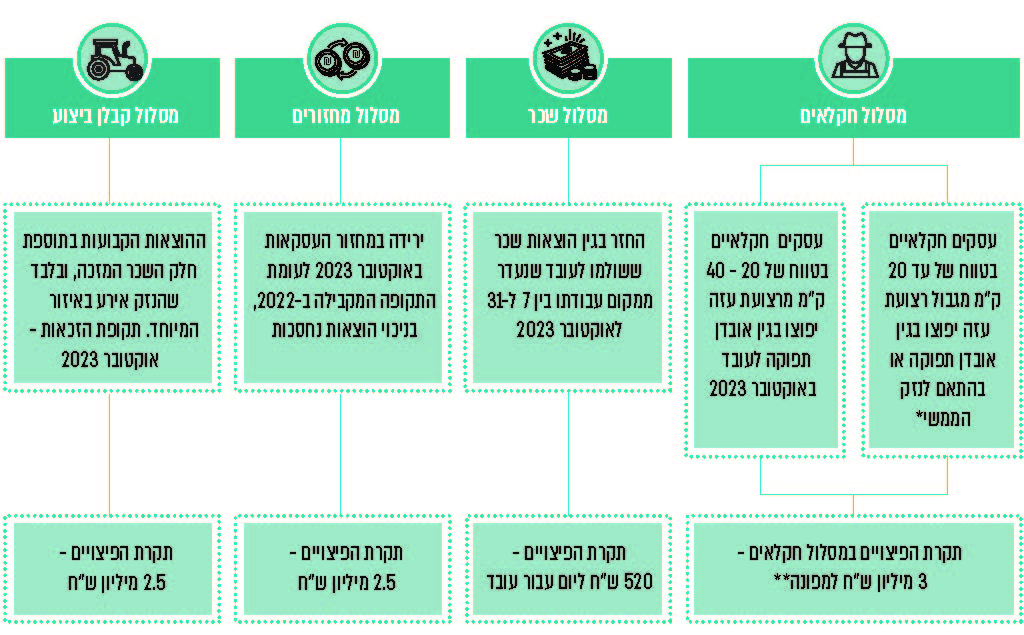 מסלול חקלאים
עסקים חקלאיים
בטווח של עד 20
ק"מ מגבול רצועת
עזה יפוצו בגין
אובדן תפוקה או
בהתאם לנזק
הממשי*
עסקים חקלאיים
בטווח של 20 - 40
ק"מ מרצועת עזה
יפוצו בגין אובדן
תפוקה לעובד
באוקטובר 2023
תקרת הפיצויים במסלול חקלאים -
3 מיליון ש"ח למפונה**
מסלול שכר
החזר בגין הוצאות שכר
ששולמו לעובד שנעדר
ממקום עבודתו בין 7 ל-31
לאוקטובר 2023
תקרת הפיצויים -
520 ש"ח ליום עבור עובד
מסלול מחזורים
ירידה במחזור העסקאות
באוקטובר 2023 לעומת
התקופה המקבילה ב-2022,
בניכוי הוצאות נחסכות
תקרת הפיצויים -
2.5 מיליון ש"ח
מסלול קבלן ביצוע
ההוצאות הקבועות בתוספת
חלק השכר המזכה, ובלבד
שהנזק אירע באיזור
המיוחד. תקופת הזכאות -
אוקטובר 2023
תקרת הפיצויים -
2.5 מיליון ש"ח